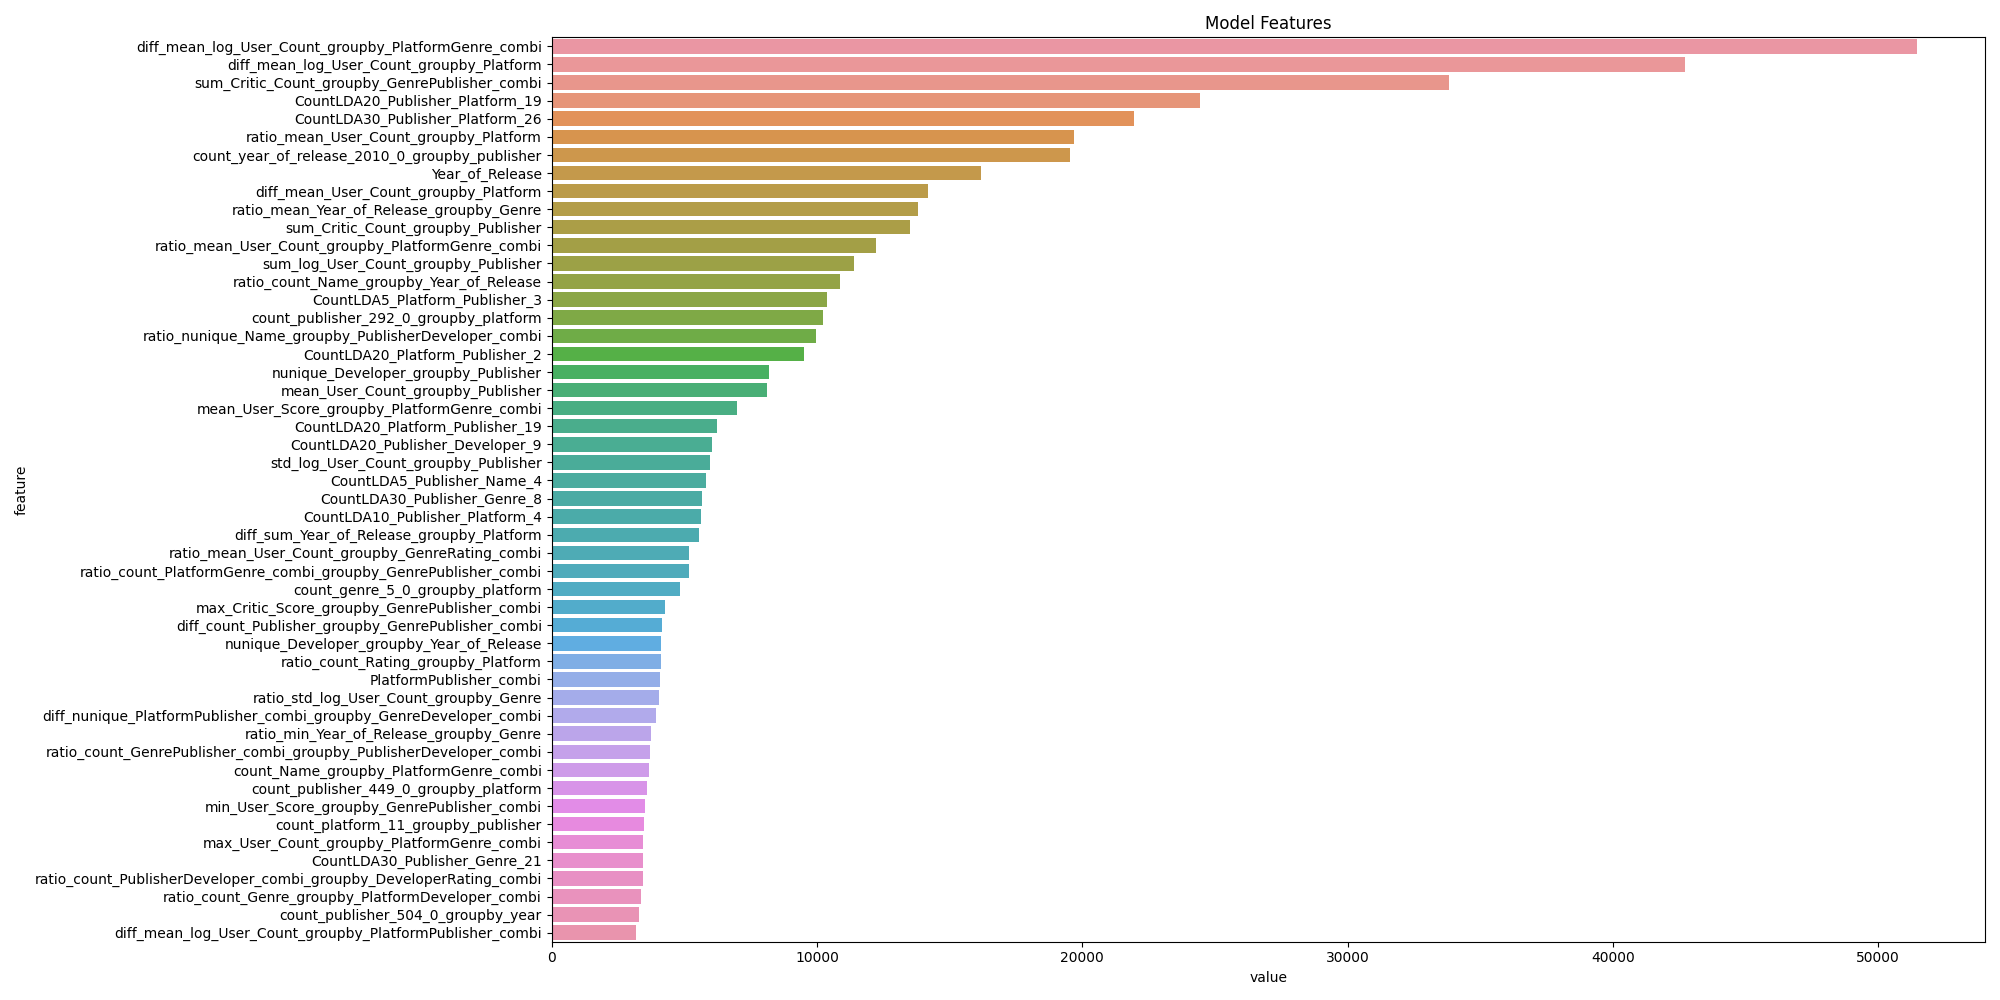 Model Features
diff_mean_log_User_Count_groupby_PlatformGenre_combi
diff_mean_log_User_Count_groupby_Platform
sum_Critic_Count_groupby_GenrePublisher_combi
CountLDA20_Publisher_Platform_19
CountLDA30_Publisher_Platform_26
ratio_mean_User_Count_groupby_Platform
count_year_of_release_2010_0_groupby_publisher
Year_of_Release
diff_mean_User_Count_groupby_Platform
ratio_mean_Year_of_Release_groupby_Genre
sum_Critic_Count_groupby_Publisher
ratio_mean_User_Count_groupby_PlatformGenre_combi
sum_log_User_Count_groupby_Publisher
ratio_count_Name_groupby_Year_of_Release
CountLDA5_Platform_Publisher_3
count_publisher_292_0_groupby_platform
ratio_nunique_Name_groupby_PublisherDeveloper_combi
CountLDA20_Platform_Publisher_2
nunique_Developer_groupby_Publisher
mean_User_Count_groupby_Publisher
mean_User_Score_groupby_PlatformGenre_combi
CountLDA20_Platform_Publisher_19
CountLDA20_Publisher_Developer_9
std_log_User_Count_groupby_Publisher
CountLDA5_Publisher_Name_4
CountLDA30_Publisher_Genre_8
CountLDA10_Publisher_Platform_4
diff_sum_Year_of_Release_groupby_Platform
ratio_mean_User_Count_groupby_GenreRating_combi
ratio_count_PlatformGenre_combi_groupby_GenrePublisher_combi
count_genre_5_0_groupby_platform
max_Critic_Score_groupby_GenrePublisher_combi
diff_count_Publisher_groupby_GenrePublisher_combi
nunique_Developer_groupby_Year_of_Release
ratio_count_Rating_groupby_Platform
PlatformPublisher_combi
ratio_std_log_User_Count_groupby_Genre
diff_nunique_PlatformPublisher_combi_groupby_GenreDeveloper_combi
ratio_min_Year_of_Release_groupby_Genre
ratio_count_GenrePublisher_combi_groupby_PublisherDeveloper_combi
count_Name_groupby_PlatformGenre_combi
count_publisher_449_0_groupby_platform
min_User_Score_groupby_GenrePublisher_combi
count_platform_11_groupby_publisher
max_User_Count_groupby_PlatformGenre_combi
CountLDA30_Publisher_Genre_21
ratio_count_PublisherDeveloper_combi_groupby_DeveloperRating_combi
ratio_count_Genre_groupby_PlatformDeveloper_combi
count_publisher_504_0_groupby_year
diff_mean_log_User_Count_groupby_PlatformPublisher_combi
feature
0 10000 20000 30000 40000 50000
value